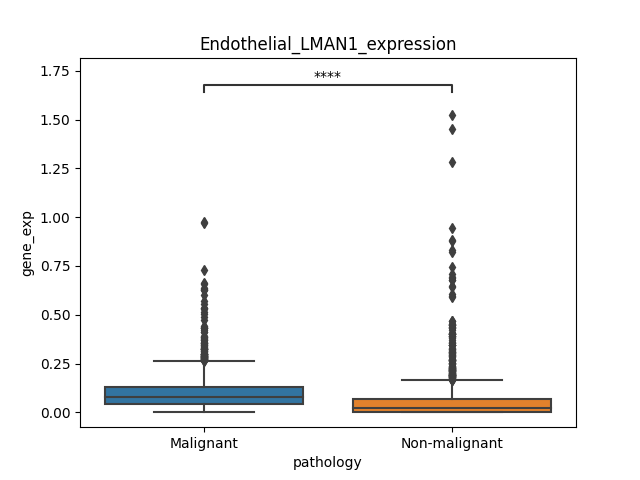 Endothelial_LMAN1_expression
****
1.75
1.50
1.25
1.00
0.75
0.50
0.25
0.00
gene_exp
Malignant
Non-malignant
pathology